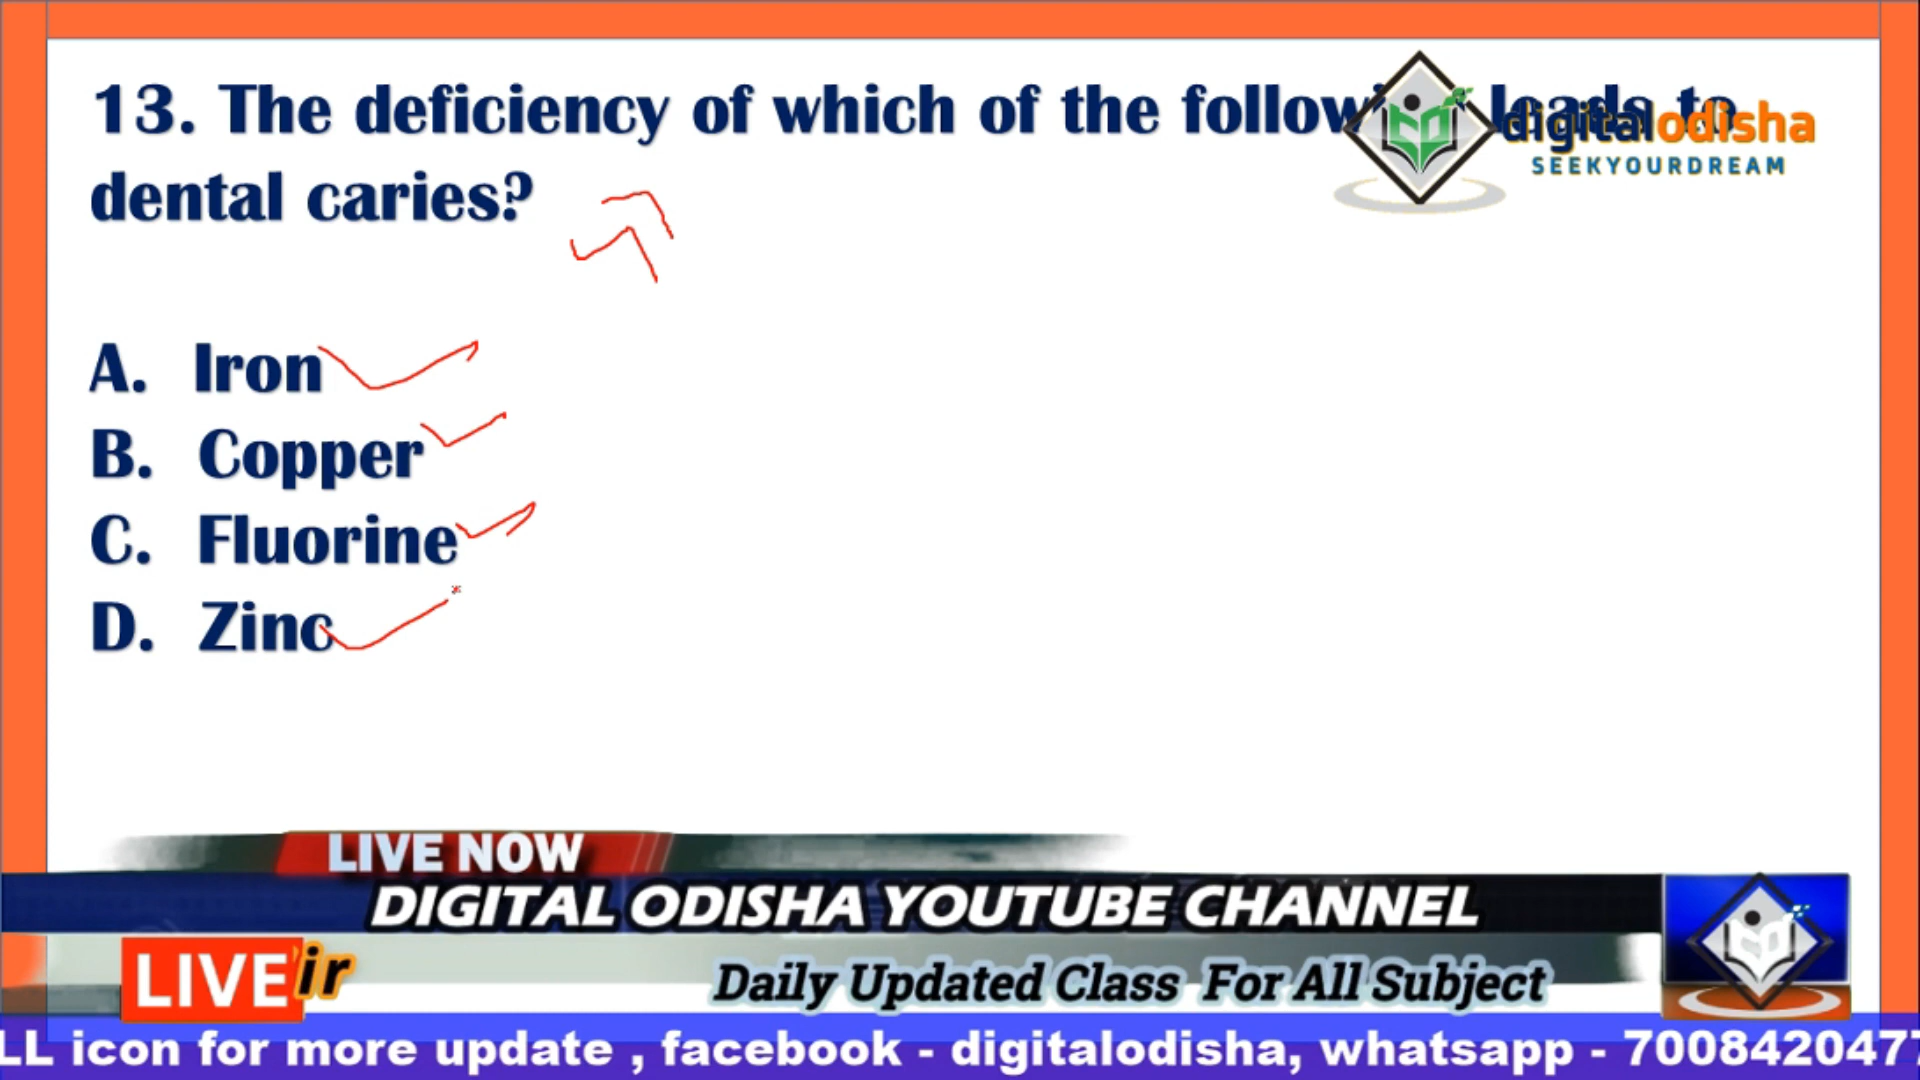 13. The deficiency of which of the following leads to
dental caries?
digitalodisha
SEEKYOURDREAM
A. Iron
B. Copper
C. Fluorine
D. Zinc
LIVE NOW
DIGITAL ODISHA YOUTUBE CHANNEL
LIVE ir
Daily Updated Class For All Subject
LL icon for more update , facebook - digitalodisha, whatsapp - 700842047